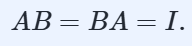 AB = BA = I.